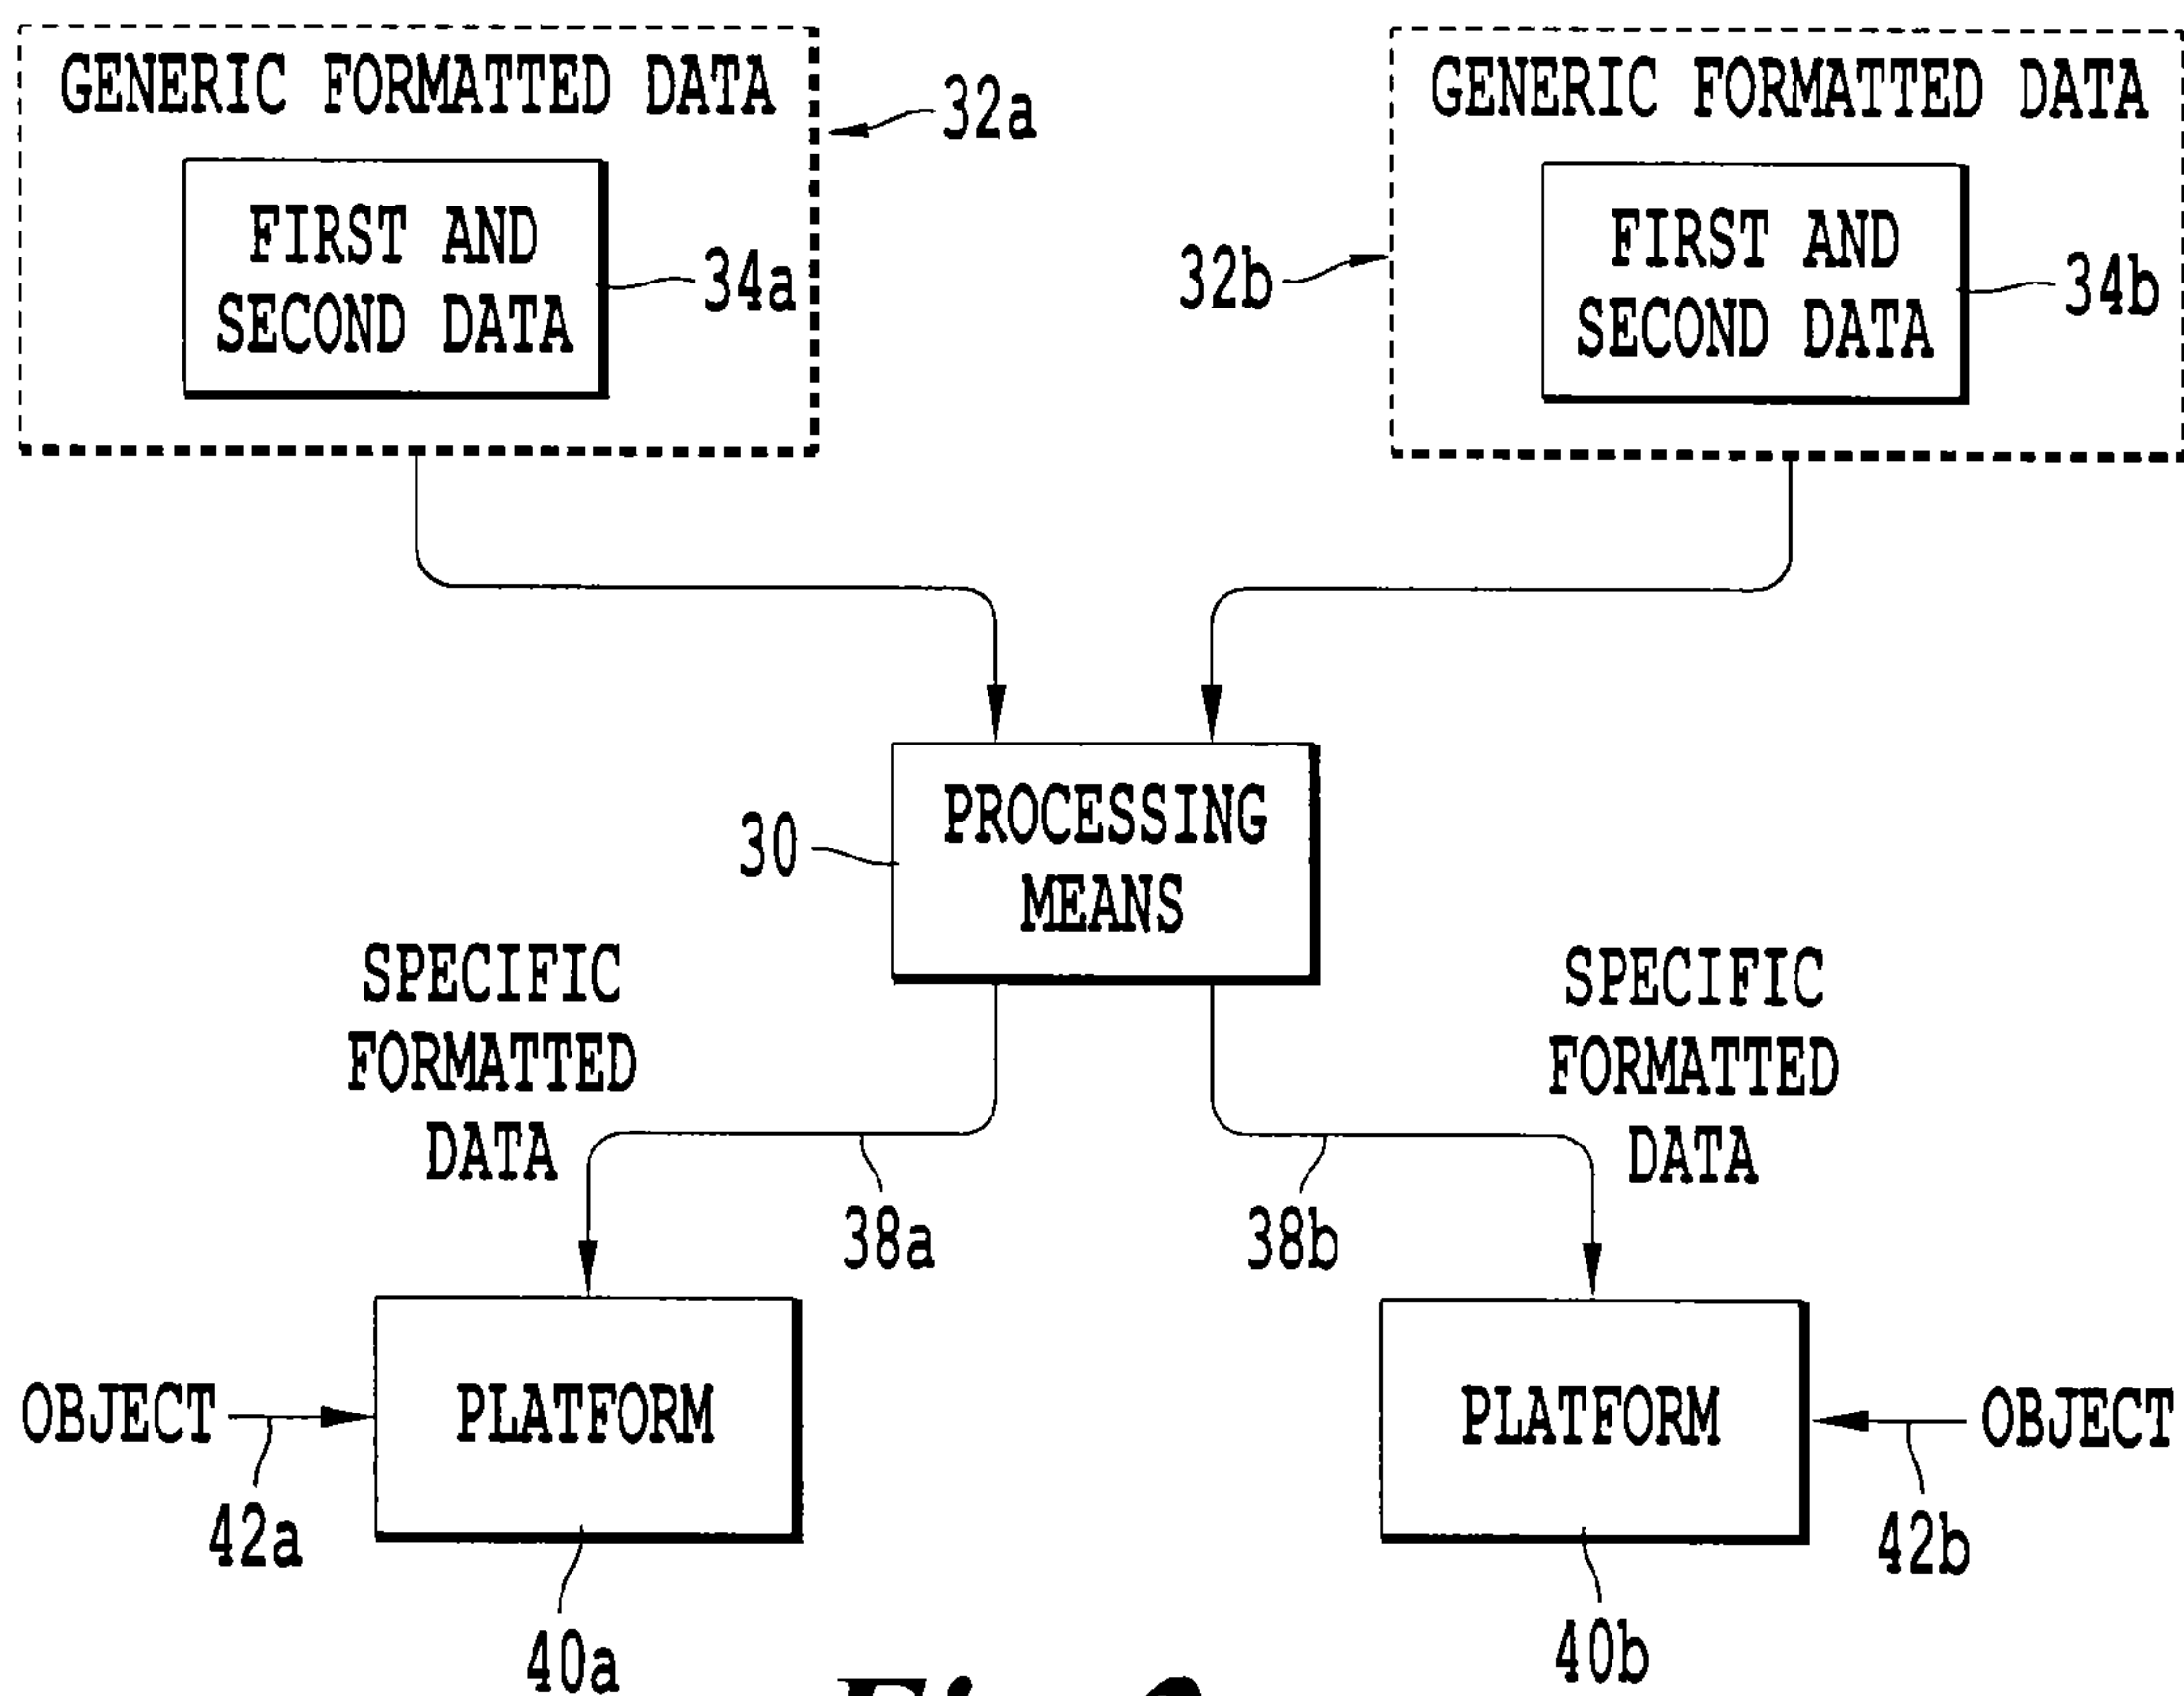 GENERIC FORMATTED DATA
32a
FIRST AND
SECOND DATA
34a
GENERIC FORMATTED DATA
32b
FIRST AND
SECOND DATA
34b
30
PROCESSING
MEANS
SPECIFIC
FORMATTED
DATA
38a
38b
SPECIFIC
FORMATTED
DATA
OBJECT
42a
PLATFORM
40a
PLATFORM
40b
OBJECT
42b